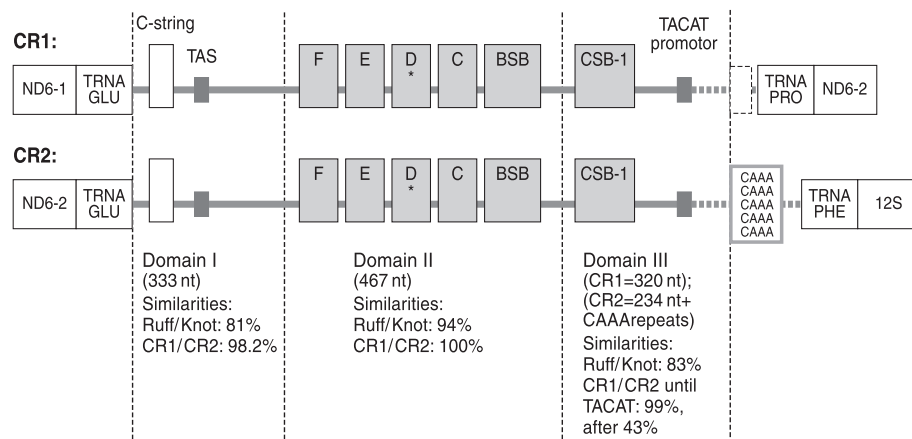 C-string
TACAT
promotor
CR1:
TAS
F E D C BSB CSB-1
*
ND6-1 TRNA GLU
TRNA PRO ND6-2
CR2:
F E D C BSB CSB-1
*
ND6-2 TRNA GLU
CAAA
CAAA
CAAA
CAAA
CAAA
TRNA PHE 12S
Domain I
(333 nt)
Similarities:
Ruff/Knot: 81%
CR1/CR2: 98.2%
Domain II
(467 nt)
Similarities:
Ruff/Knot: 94%
CR1/CR2: 100%
Domain III
(CR1=320 nt);
(CR2=234 nt+
CAAArepeats)
Similarities:
Ruff/Knot: 83%
CR1/CR2 until
TACAT: 99%,
after 43%